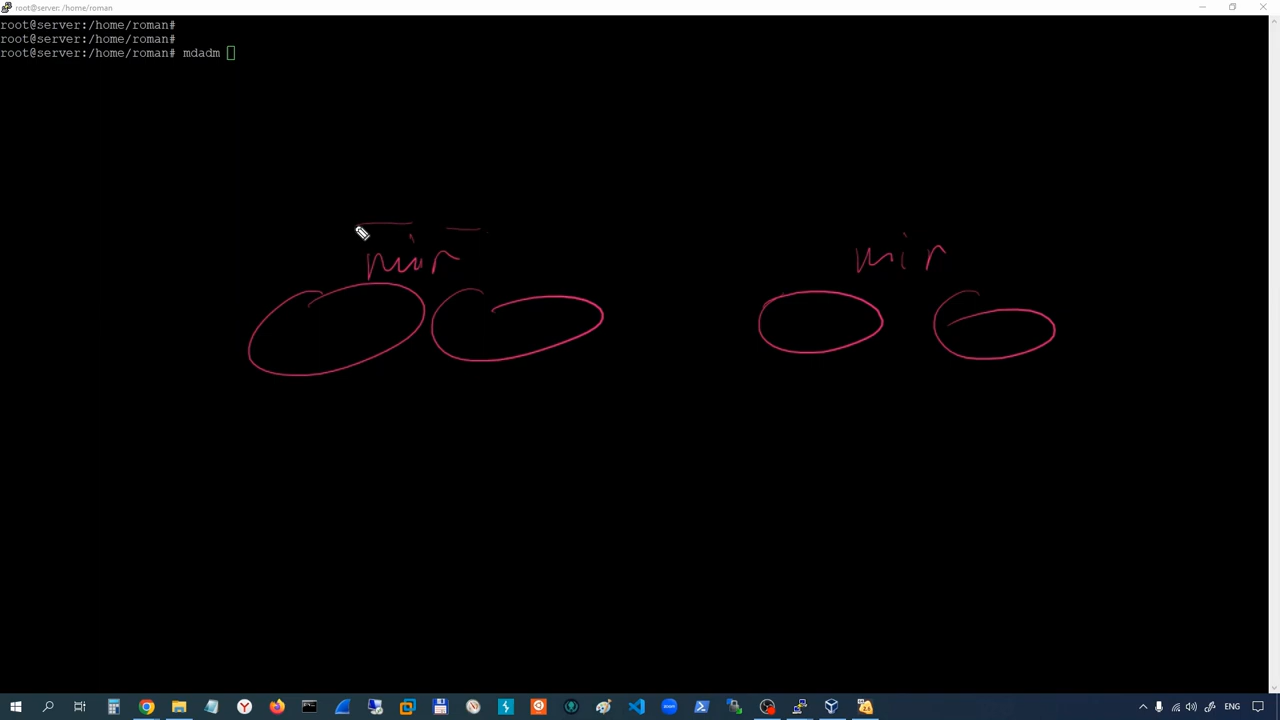 root@server: /home/roman
root@server:/home/roman#
root@server:/home/roman#
root@server:/home/roman# mdadm
mir mir
ENG